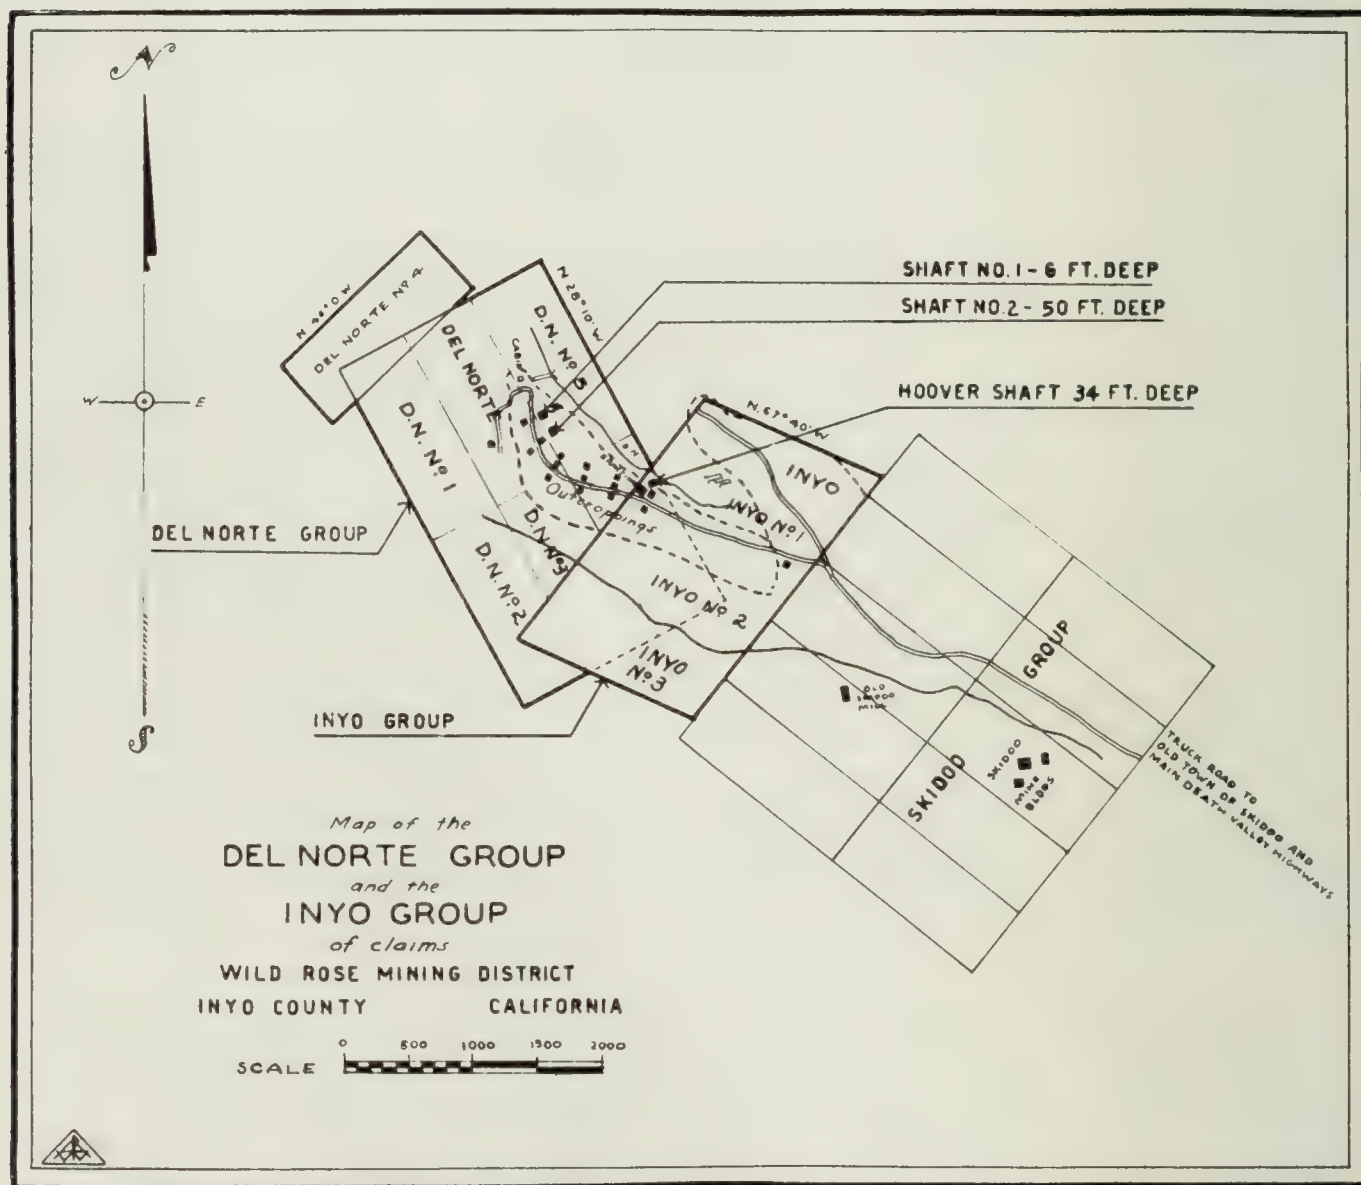 N
W
E
S
SHAFT NO. 1 - 6 FT. DEEP
SHAFT NO. 2 - 50 FT. DEEP
HOOVER SHAFT 34 FT. DEEP
DEL NORTE Nº 4
N 28° 10' W
D. N. Nº 5
DEL NORTE
CABIN
D. N. Nº 1
D. N. Nº 3
D. N. Nº 2
Outcroppings
N. 67° 40' W
INYO
INYO Nº 1
INYO Nº 2
INYO
Nº 3
DEL NORTE GROUP
INYO GROUP
SKIDOO GROUP
OLD
SKIDOO
MILL
SKIDOO
MINE
BLDGS
TRUCK ROAD TO
OLD TOWN OF SKIDOO AND
MAIN DEATH VALLEY HIGHWAYS
Map of the
DEL NORTE GROUP
and the
INYO GROUP
of claims
WILD ROSE MINING DISTRICT
INYO COUNTY CALIFORNIA
0 500 1000 1500 2000
SCALE